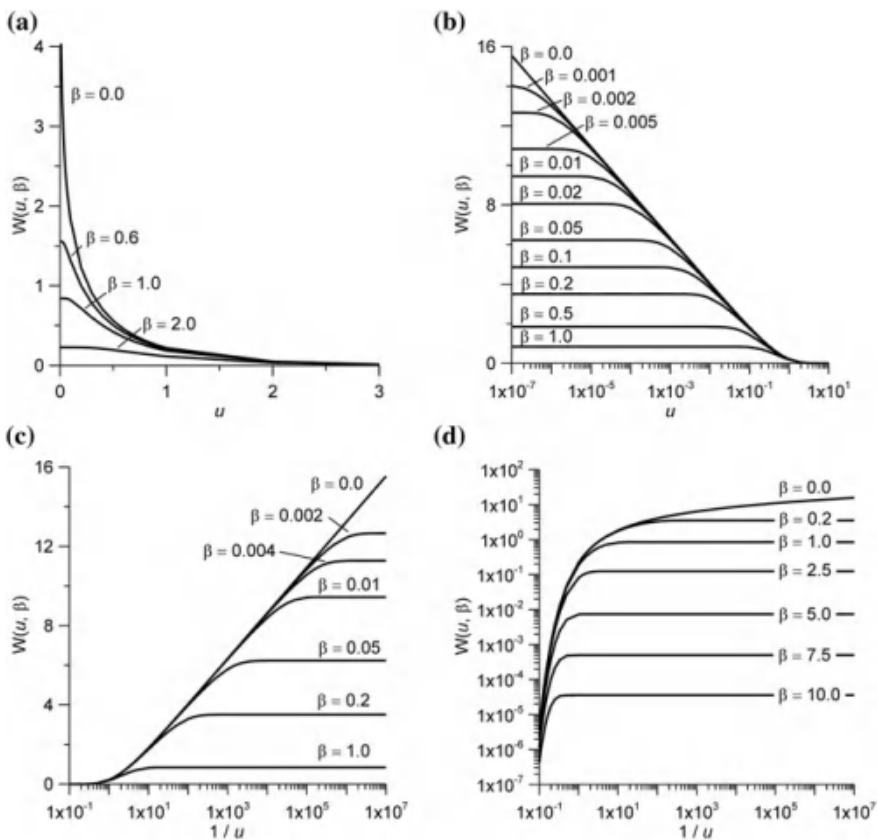 (a)
4
3
2
1
0
W(u, β)
β = 0.0
β = 0.6
β = 1.0
β = 2.0
0 1 2 3
u
(b)
16
8
0
W(u, β)
β = 0.0
β = 0.001
β = 0.002
β = 0.005
β = 0.01
β = 0.02
β = 0.05
β = 0.1
β = 0.2
β = 0.5
β = 1.0
1x10-7 1x10-5 1x10-3 1x10-1 1x101
u
(c)
16
12
8
4
0
W(u, β)
β = 0.0
β = 0.002
β = 0.004
β = 0.01
β = 0.05
β = 0.2
β = 1.0
1x10-1 1x101 1x103 1x105 1x107
1 / u
(d)
1x102
1x101
1x100
1x10-1
1x10-2
1x10-3
1x10-4
1x10-5
1x10-6
1x10-7
W(u, β)
β = 0.0
β = 0.2
β = 1.0
β = 2.5
β = 5.0
β = 7.5
β = 10.0
1x10-1 1x101 1x103 1x105 1x107
1 / u